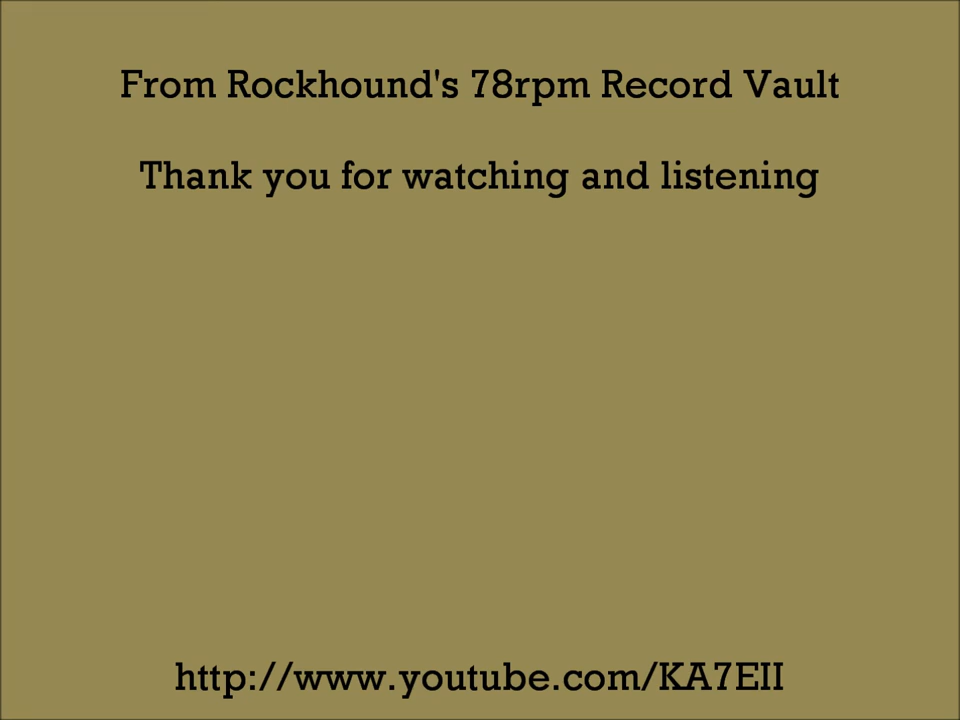 From Rockhound's 78rpm Record Vault
Thank you for watching and listening
http://www.youtube.com/KA7EII